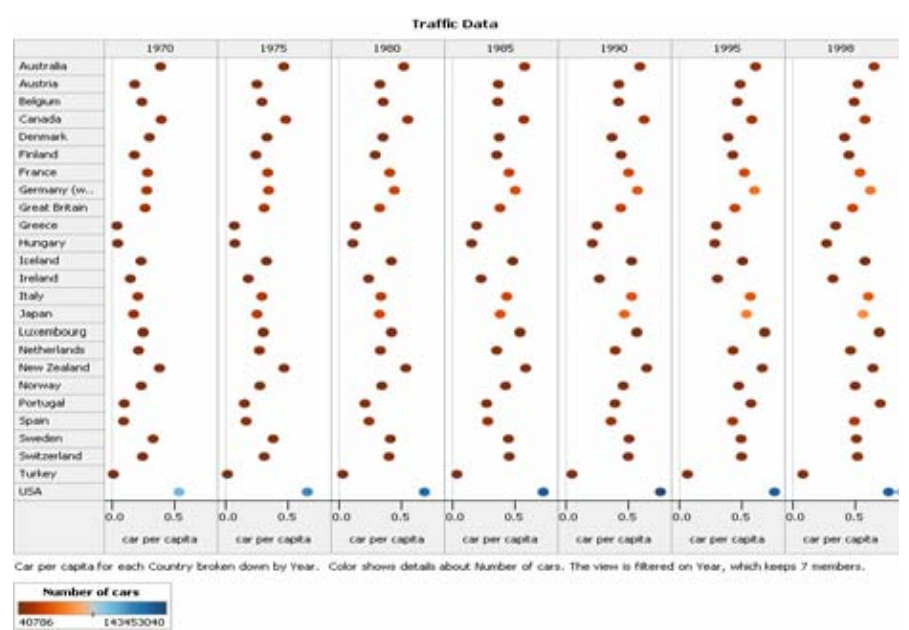 Traffic Data
1970 1975 1980 1985 1990 1995 1998
Australia
Austria
Belgium
Canada
Denmark
Finland
France
Germany (w..
Great Britain
Greece
Hungary
Iceland
Ireland
Italy
Japan
Luxembourg
Netherlands
New Zealand
Norway
Portugal
Spain
Sweden
Switzerland
Turkey
USA
0.0 0.5 0.0 0.5 0.0 0.5 0.0 0.5 0.0 0.5 0.0 0.5 0.0 0.5
car per capita car per capita car per capita car per capita car per capita car per capita car per capita
Car per capita for each Country broken down by Year. Color shows details about Number of cars. The view is filtered on Year, which keeps 7 members.
Number of cars
40786 143453040